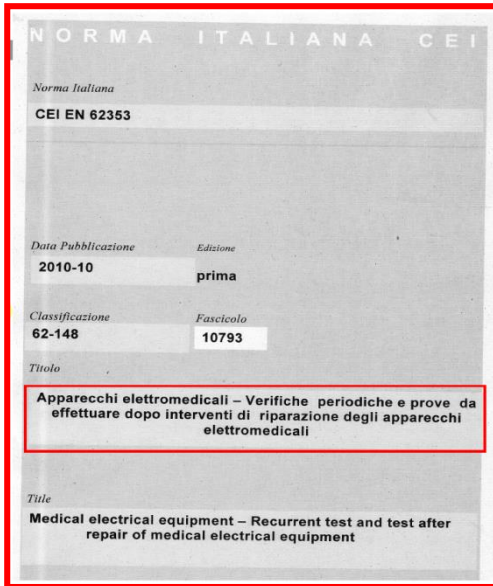 NORMA ITALIANA CEI
Norma Italiana
CEI EN 62353
Data Pubblicazione Edizione
2010-10 prima
Classificazione Fascicolo
62-148 10793
Titolo
Apparecchi elettromedicali – Verifiche periodiche e prove da
effettuare dopo interventi di riparazione degli apparecchi
elettromedicali
Title
Medical electrical equipment – Recurrent test and test after
repair of medical electrical equipment